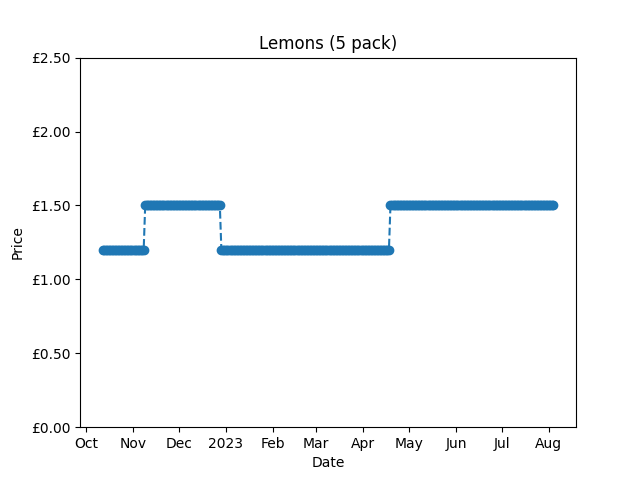 Lemons (5 pack)
£2.50
£2.00
£1.50
£1.00
£0.50
£0.00
Price
Oct Nov Dec 2023 Feb Mar Apr May Jun Jul Aug
Date